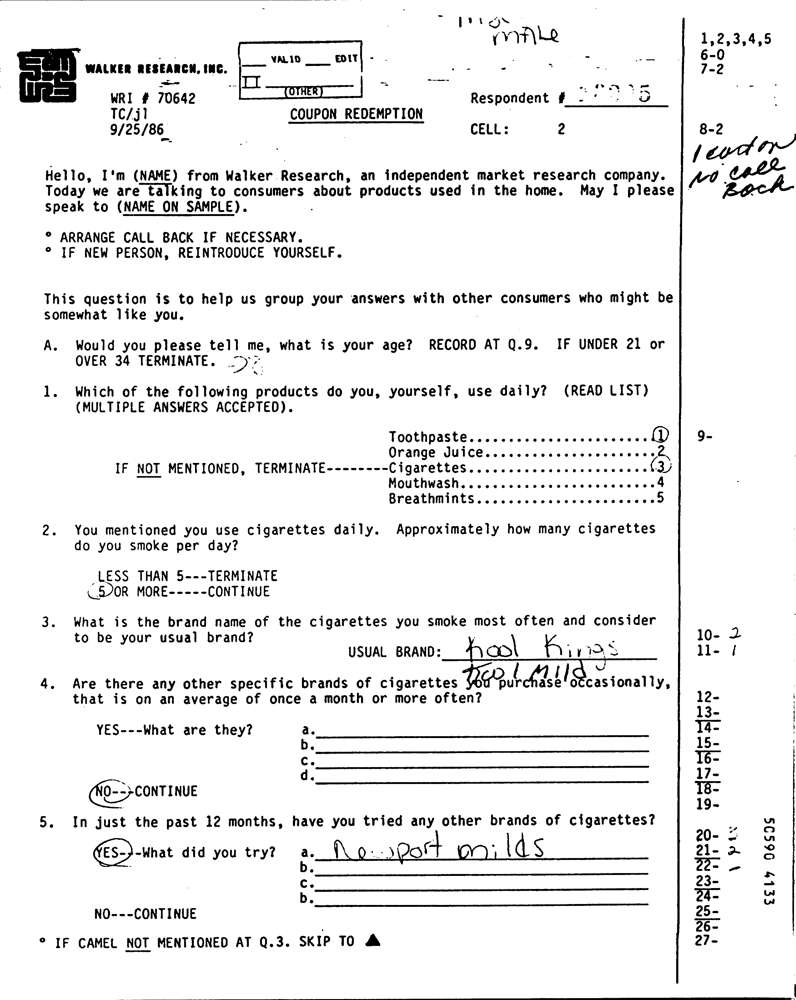 MALE
1,2,3,4,5
6-0
7-2
WALKER RESEARCH, INC.
VALID ____ EDIT
II
(OTHER)
WRI # 70642
TC/jl
9/25/86
COUPON REDEMPTION
Respondent #
CELL: 2
8-2
No call
Back
Hello, I'm (NAME) from Walker Research, an independent market research company.
Today we are talking to consumers about products used in the home. May I please
speak to (NAME ON SAMPLE).
° ARRANGE CALL BACK IF NECESSARY.
° IF NEW PERSON, REINTRODUCE YOURSELF.
This question is to help us group your answers with other consumers who might be
somewhat like you.
A. Would you please tell me, what is your age? RECORD AT Q.9. IF UNDER 21 or
OVER 34 TERMINATE.
1. Which of the following products do you, yourself, use daily? (READ LIST)
(MULTIPLE ANSWERS ACCEPTED).
Toothpaste.......................1 9-
Orange Juice.....................2
IF NOT MENTIONED, TERMINATE--------Cigarettes.......................3
Mouthwash........................4
Breathmints......................5
2. You mentioned you use cigarettes daily. Approximately how many cigarettes
do you smoke per day?
LESS THAN 5---TERMINATE
5 OR MORE-----CONTINUE
3. What is the brand name of the cigarettes you smoke most often and consider
to be your usual brand?
10- 2
USUAL BRAND: Kool Kings 11- 1
Kool Mild
4. Are there any other specific brands of cigarettes you purchase occasionally,
that is on an average of once a month or more often?
12-
13-
YES---What are they? a. 14-
b. 15-
c. 16-
d. 17-
NO---CONTINUE 18-
19-
5. In just the past 12 months, have you tried any other brands of cigarettes?
20-
YES---What did you try? a. Newport milds 21- 2
b. 22-
c. 23-
b. 24-
NO---CONTINUE 25-
26-
° IF CAMEL NOT MENTIONED AT Q.3. SKIP TO ▲ 27-
50590 4133